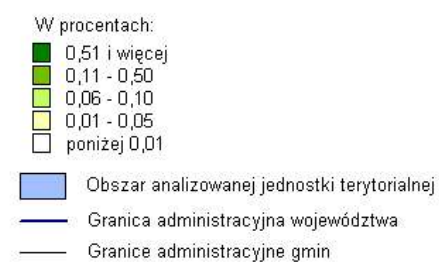 W procentach:
0,51 i więcej
0,11 - 0,50
0,06 - 0,10
0,01 - 0,05
poniżej 0,01
Obszar analizowanej jednostki terytorialnej
Granica administracyjna województwa
Granice administracyjne gmin